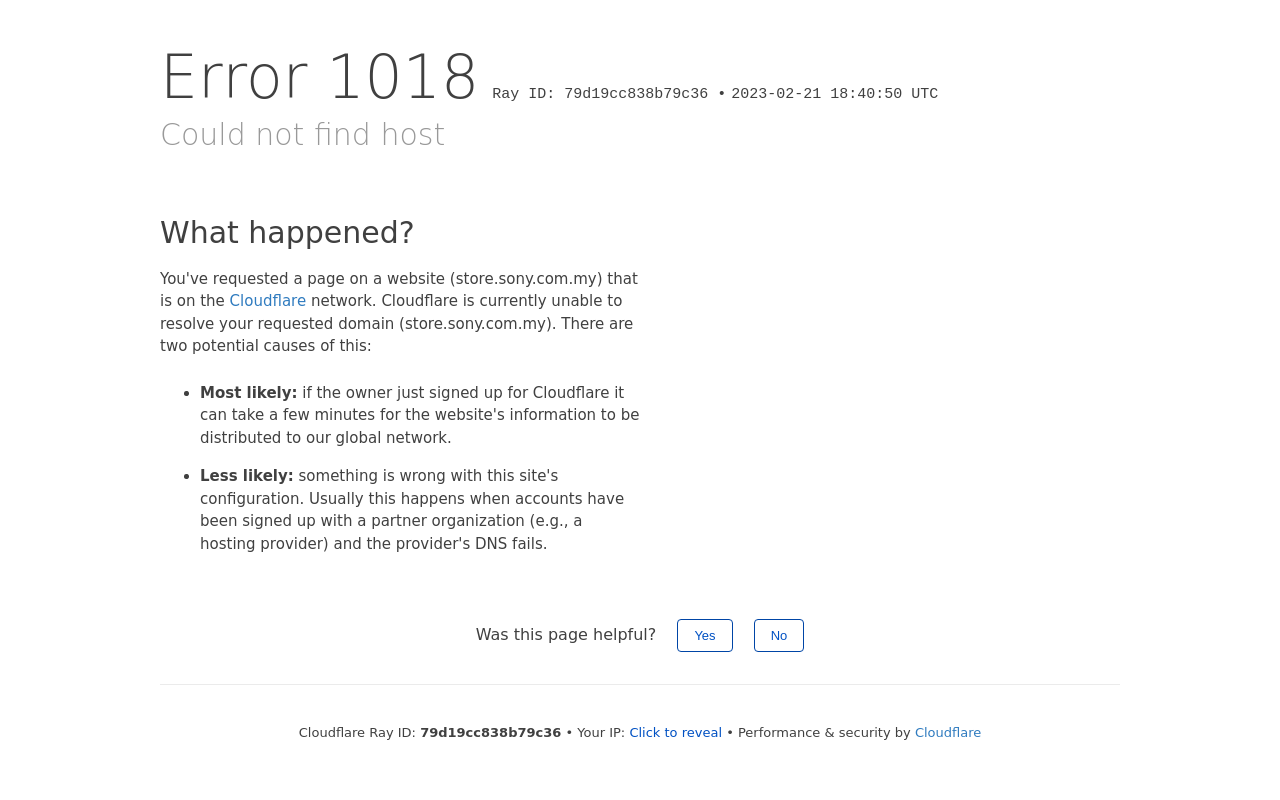 Error 1018 Ray ID: 79d19cc838b79c36 • 2023-02-21 18:40:50 UTC
Could not find host
What happened?
You've requested a page on a website (store.sony.com.my) that
is on the Cloudflare network. Cloudflare is currently unable to
resolve your requested domain (store.sony.com.my). There are
two potential causes of this:
• Most likely: if the owner just signed up for Cloudflare it
can take a few minutes for the website's information to be
distributed to our global network.
• Less likely: something is wrong with this site's
configuration. Usually this happens when accounts have
been signed up with a partner organization (e.g., a
hosting provider) and the provider's DNS fails.
Was this page helpful? Yes No
Cloudflare Ray ID: 79d19cc838b79c36 • Your IP: Click to reveal • Performance & security by Cloudflare